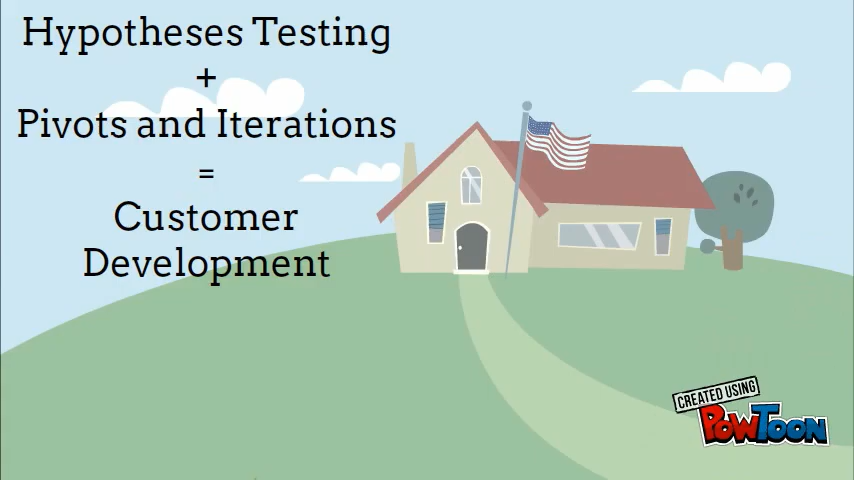 Hypotheses Testing
+
Pivots and Iterations
=
Customer
Development
CREATED USING
POWTOON